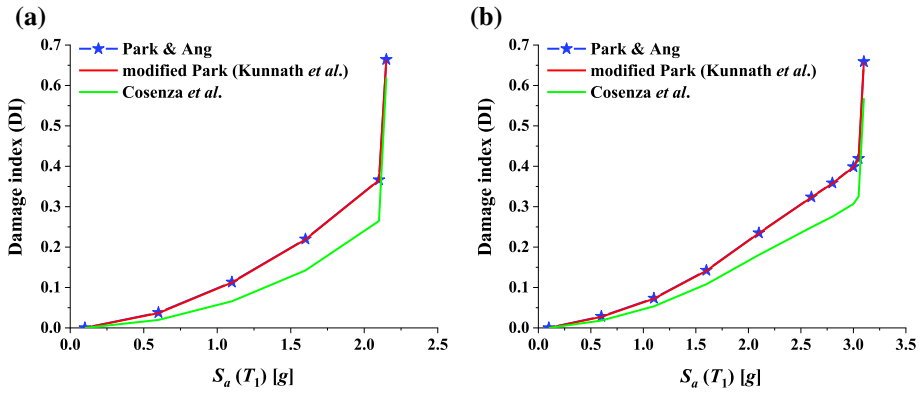 (a)
Park & Ang
modified Park (Kunnath et al.)
Cosenza et al.
Damage index (DI)
0.7
0.6
0.5
0.4
0.3
0.2
0.1
0.0
0.0 0.5 1.0 1.5 2.0 2.5
Sa (T1) [g]
(b)
Park & Ang
modified Park (Kunnath et al.)
Cosenza et al.
Damage index (DI)
0.7
0.6
0.5
0.4
0.3
0.2
0.1
0.0
0.0 0.5 1.0 1.5 2.0 2.5 3.0 3.5
Sa (T1) [g]